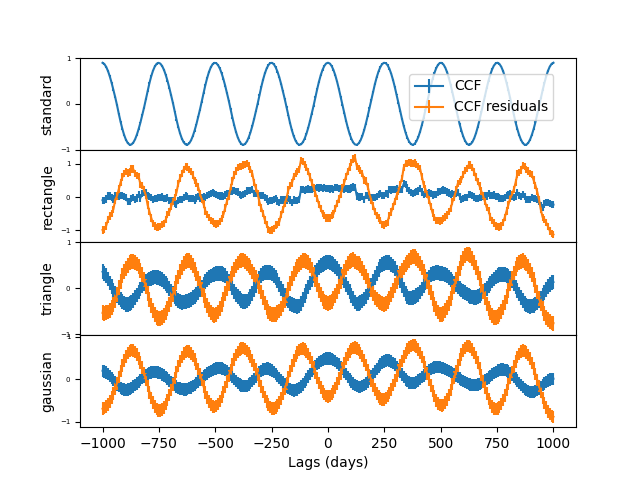 standard
1
0
−1
CCF
CCF residuals
rectangle
1
0
−1
triangle
1
0
−1
gaussian
1
0
−1
−1000 −750 −500 −250 0 250 500 750 1000
Lags (days)